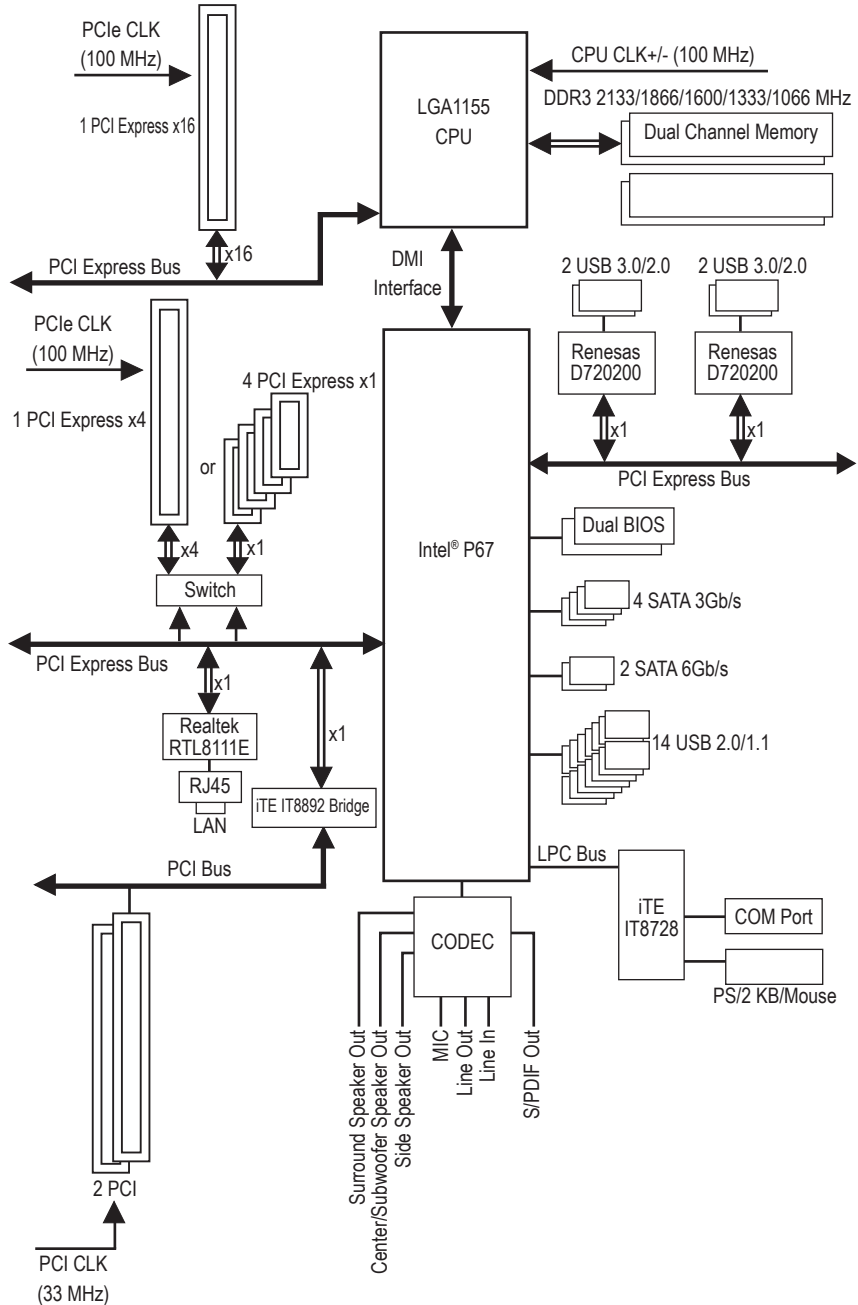 PCIe CLK
(100 MHz)
1 PCI Express x16
x16
PCI Express Bus
LGA1155
CPU
CPU CLK+/- (100 MHz)
DDR3 2133/1866/1600/1333/1066 MHz
Dual Channel Memory
DMI
Interface
2 USB 3.0/2.0
2 USB 3.0/2.0
Renesas
D720200
Renesas
D720200
x1
x1
PCI Express Bus
PCIe CLK
(100 MHz)
1 PCI Express x4
4 PCI Express x1
or
x4
x1
Switch
PCI Express Bus
Intel® P67
Dual BIOS
4 SATA 3Gb/s
2 SATA 6Gb/s
14 USB 2.0/1.1
x1
Realtek
RTL8111E
RJ45
LAN
x1
iTE IT8892 Bridge
PCI Bus
LPC Bus
iTE
IT8728
COM Port
PS/2 KB/Mouse
CODEC
Surround Speaker Out
Center/Subwoofer Speaker Out
Side Speaker Out
MIC
Line Out
Line In
S/PDIF Out
2 PCI
PCI CLK
(33 MHz)